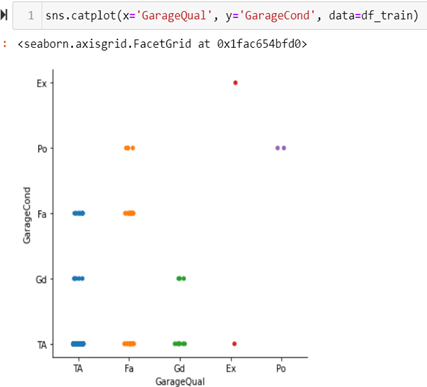 1 sns.catplot(x='GarageQual', y='GarageCond', data=df_train)
: <seaborn.axisgrid.FacetGrid at 0x1fac654bfd0>
Ex
Po
Fa
Gd
TA
GarageCond
TA Fa Gd Ex Po
GarageQual